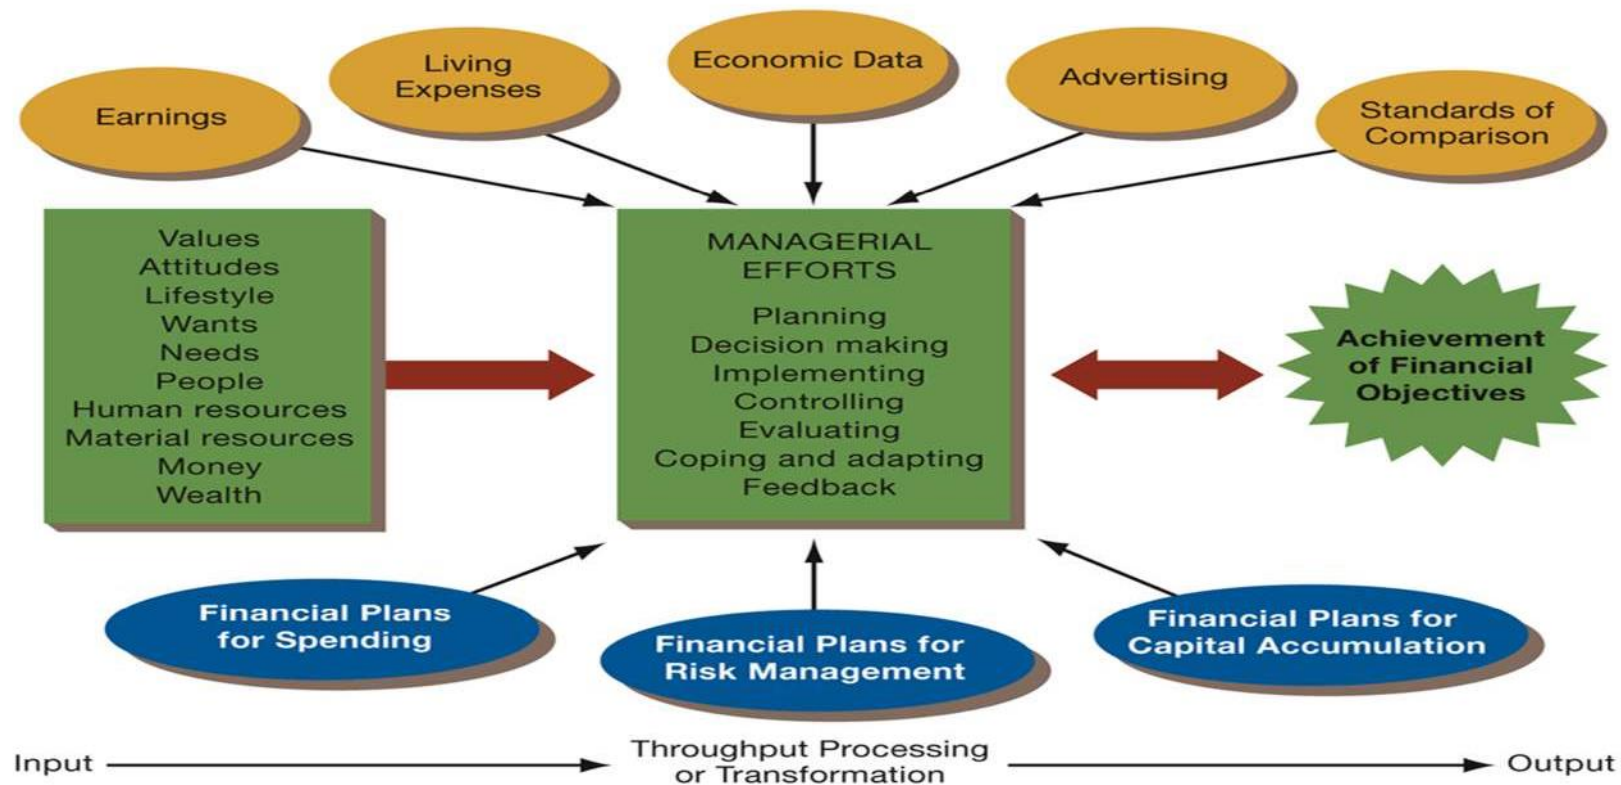 Earnings
Living
Expenses
Economic Data
Advertising
Standards of
Comparison
Values
Attitudes
Lifestyle
Wants
Needs
People
Human resources
Material resources
Money
Wealth
MANAGERIAL
EFFORTS
Planning
Decision making
Implementing
Controlling
Evaluating
Coping and adapting
Feedback
Achievement
of Financial
Objectives
Financial Plans
for Spending
Financial Plans for
Risk Management
Financial Plans for
Capital Accumulation
Input
Throughput Processing
or Transformation
Output